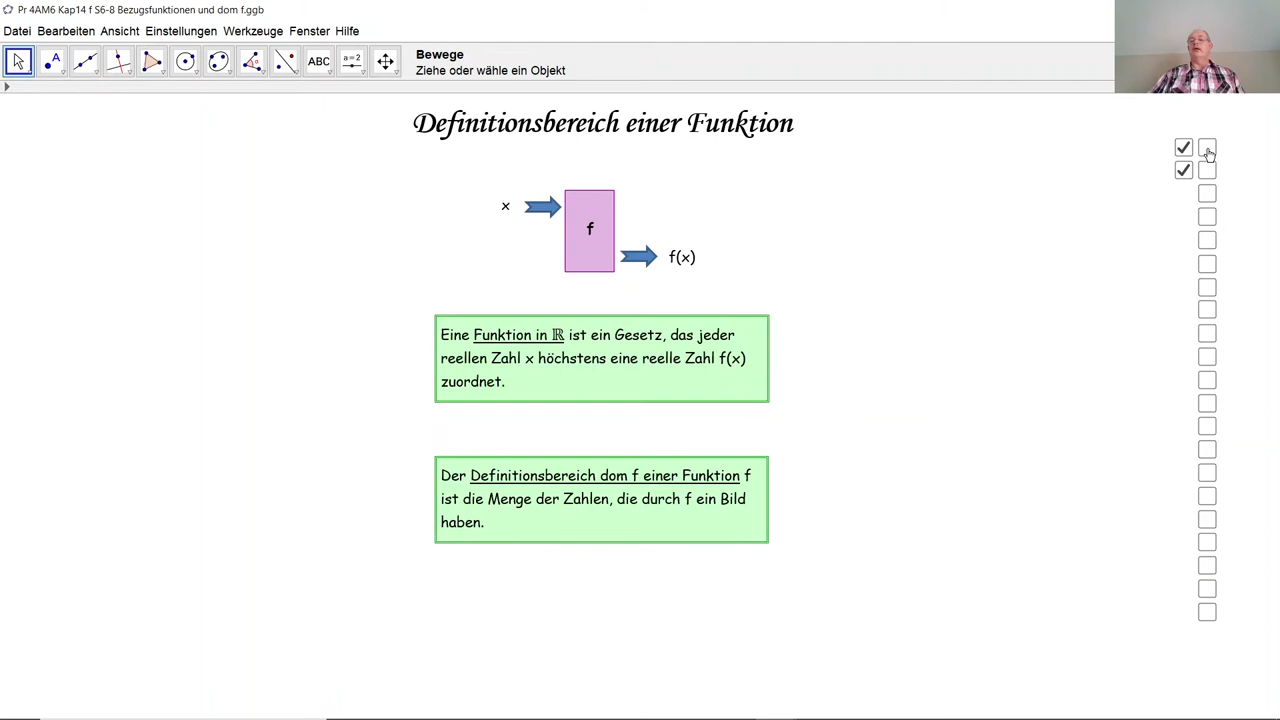 Pr 4AM6 Kap14 f S6-8 Bezugsfunktionen und dom f.ggb
Datei Bearbeiten Ansicht Einstellungen Werkzeuge Fenster Hilfe
A
ABC
a=2
Bewege
Ziehe oder wähle ein Objekt
Definitionsbereich einer Funktion
x
f
f(x)
Eine Funktion in ℝ ist ein Gesetz, das jeder
reellen Zahl x höchstens eine reelle Zahl f(x)
zuordnet.
Der Definitionsbereich dom f einer Funktion f
ist die Menge der Zahlen, die durch f ein Bild
haben.